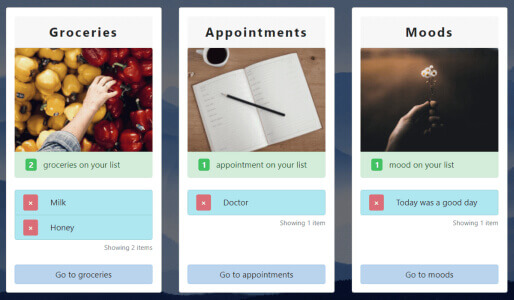 Groceries
2 groceries on your list
× Milk
× Honey
Showing 2 items
Go to groceries
Appointments
1 appointment on your list
× Doctor
Showing 1 item
Go to appointments
Moods
1 mood on your list
× Today was a good day
Showing 1 item
Go to moods